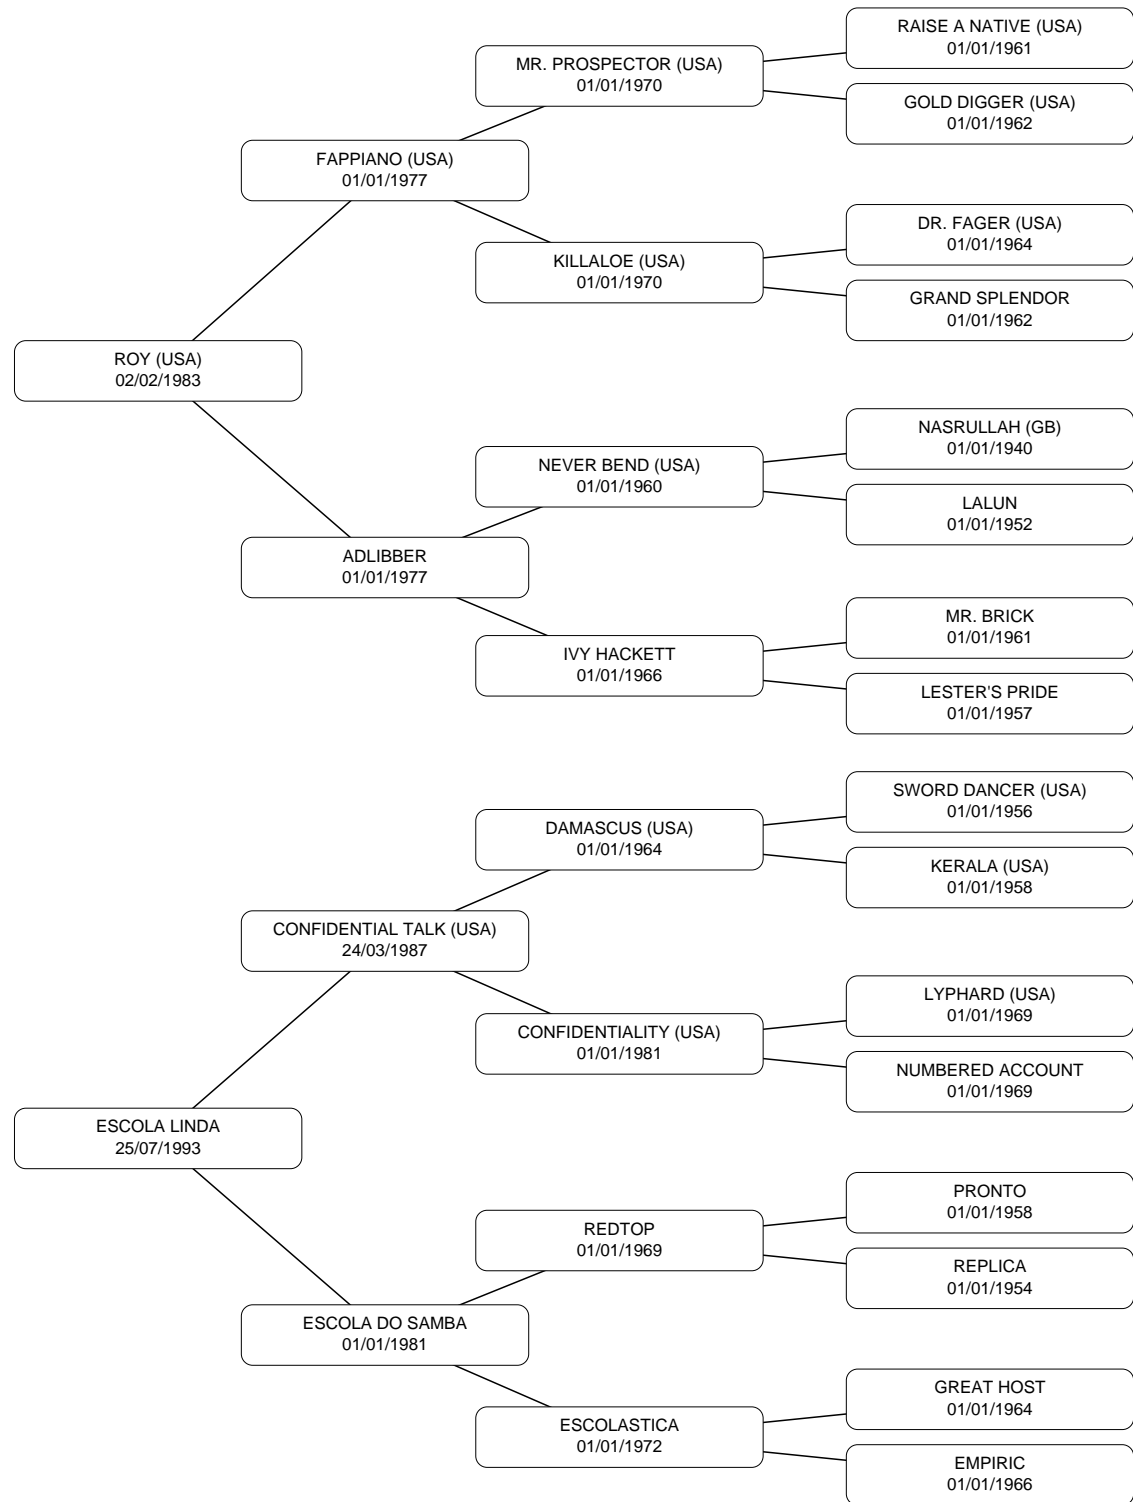 RAISE A NATIVE (USA)
01/01/1961
MR. PROSPECTOR (USA)
01/01/1970
GOLD DIGGER (USA)
01/01/1962
FAPPIANO (USA)
01/01/1977
DR. FAGER (USA)
01/01/1964
KILLALOE (USA)
01/01/1970
GRAND SPLENDOR
01/01/1962
ROY (USA)
02/02/1983
NASRULLAH (GB)
01/01/1940
NEVER BEND (USA)
01/01/1960
LALUN
01/01/1952
ADLIBBER
01/01/1977
MR. BRICK
01/01/1961
IVY HACKETT
01/01/1966
LESTER'S PRIDE
01/01/1957
SWORD DANCER (USA)
01/01/1956
DAMASCUS (USA)
01/01/1964
KERALA (USA)
01/01/1958
CONFIDENTIAL TALK (USA)
24/03/1987
LYPHARD (USA)
01/01/1969
CONFIDENTIALITY (USA)
01/01/1981
NUMBERED ACCOUNT
01/01/1969
ESCOLA LINDA
25/07/1993
PRONTO
01/01/1958
REDTOP
01/01/1969
REPLICA
01/01/1954
ESCOLA DO SAMBA
01/01/1981
GREAT HOST
01/01/1964
ESCOLASTICA
01/01/1972
EMPIRIC
01/01/1966